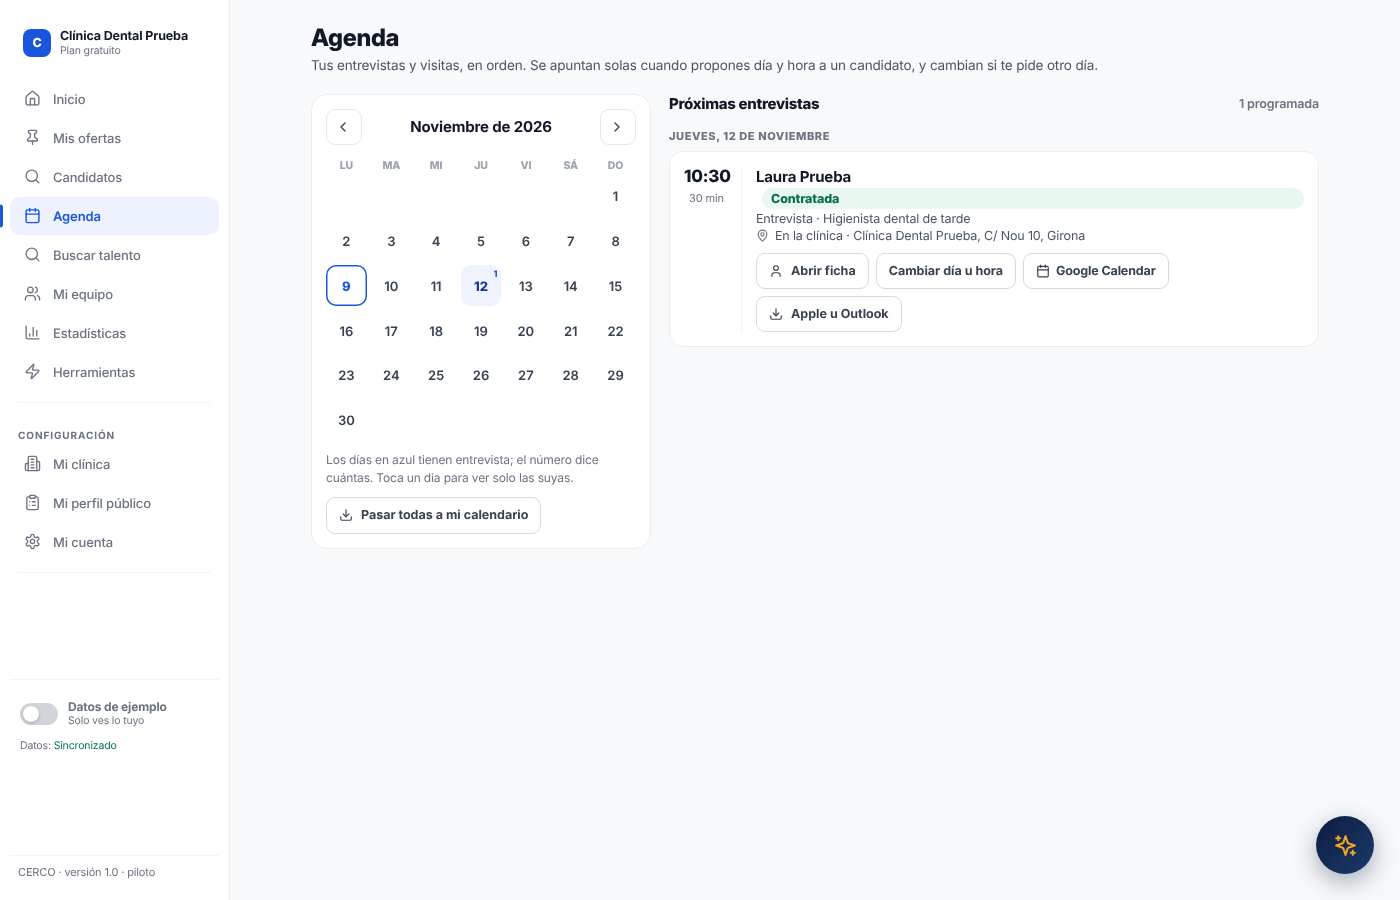 C
Clínica Dental Prueba
Plan gratuito
Inicio
Mis ofertas
Candidatos
Agenda
Buscar talento
Mi equipo
Estadísticas
Herramientas
CONFIGURACIÓN
Mi clínica
Mi perfil público
Mi cuenta
Datos de ejemplo
Solo ves lo tuyo
Datos: Sincronizado
CERCO · versión 1.0 · piloto
Agenda
Tus entrevistas y visitas, en orden. Se apuntan solas cuando propones día y hora a un candidato, y cambian si te pide otro día.
Noviembre de 2026
LU MA MI JU VI SÁ DO
1
2 3 4 5 6 7 8
9 10 11 12 1 13 14 15
16 17 18 19 20 21 22
23 24 25 26 27 28 29
30
Los días en azul tienen entrevista; el número dice
cuántas. Toca un día para ver solo las suyas.
Pasar todas a mi calendario
Próximas entrevistas
1 programada
JUEVES, 12 DE NOVIEMBRE
10:30
30 min
Laura Prueba
Contratada
Entrevista · Higienista dental de tarde
En la clínica · Clínica Dental Prueba, C/ Nou 10, Girona
Abrir ficha
Cambiar día u hora
Google Calendar
Apple u Outlook